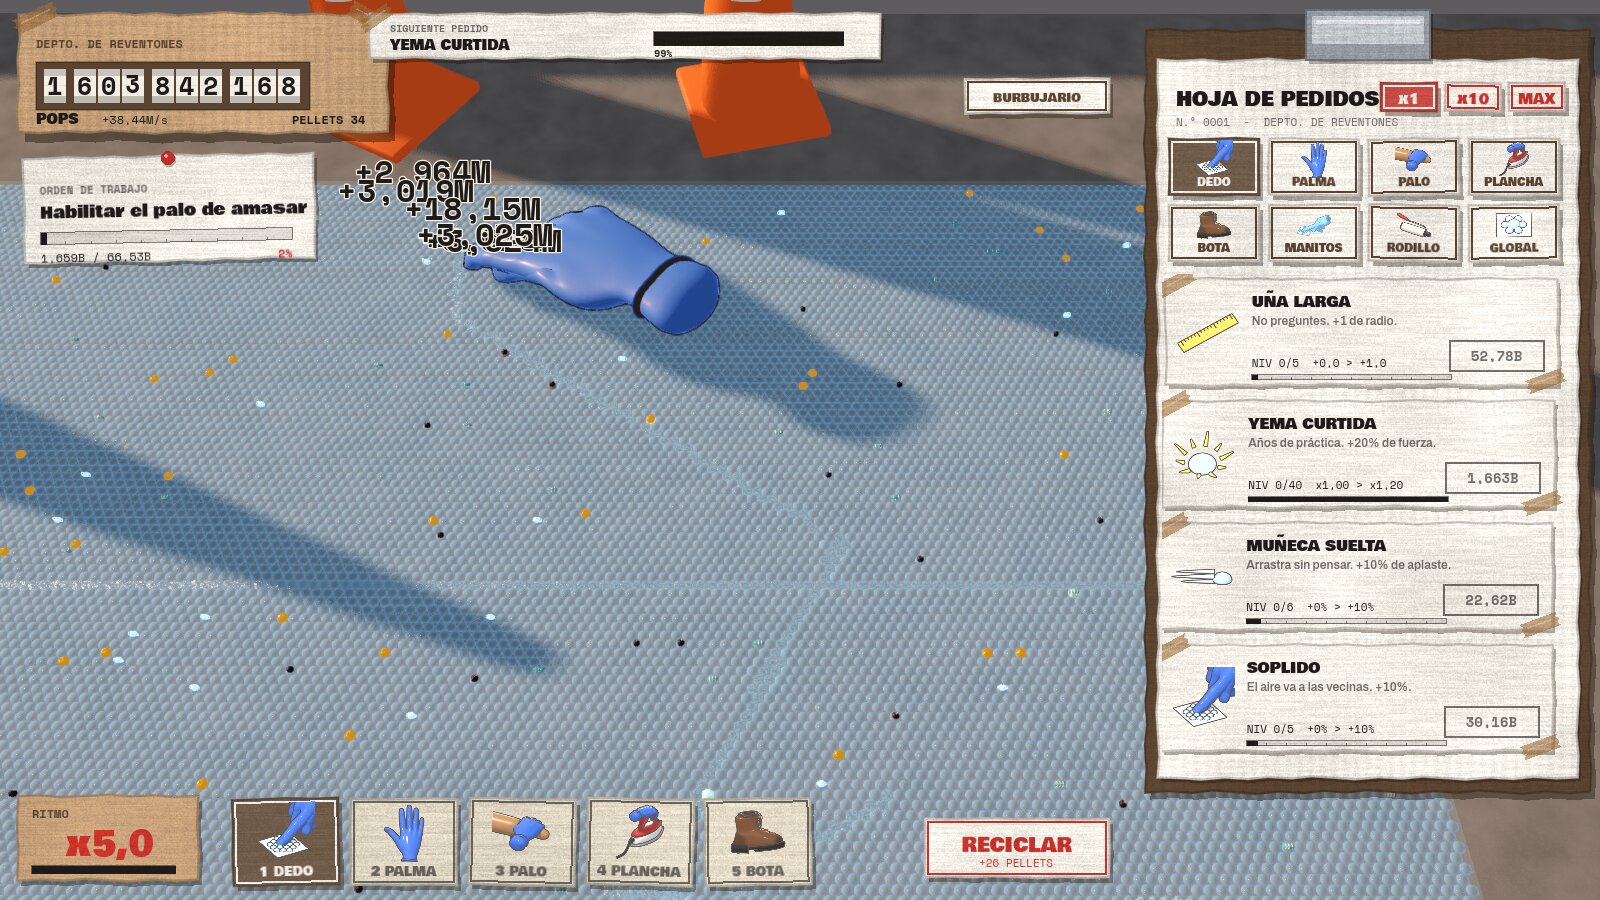 DEPTO. DE REVENTONES
1 603 842 168
POPS +38,44M/s PELLETS 34
SIGUIENTE PEDIDO
YEMA CURTIDA
99%
BURBUJARIO
ORDEN DE TRABAJO
Habilitar el palo de amasar
1,659B / 66,53B 2%
+2,964M
+3,019M
+18,15M
+3,025M
HOJA DE PEDIDOS x1 x10 MAX
N.° 0001 - DEPTO. DE REVENTONES
DEDO PALMA PALO PLANCHA
BOTA MANITOS RODILLO GLOBAL
UÑA LARGA
No preguntes. +1 de radio.
NIV 0/5 +0,0 > +1,0 52,78B
YEMA CURTIDA
Años de práctica. +20% de fuerza.
NIV 0/40 x1,00 > x1,20 1,663B
MUÑECA SUELTA
Arrastra sin pensar. +10% de aplaste.
NIV 0/6 +0% > +10% 22,62B
SOPLIDO
El aire va a las vecinas. +10%.
NIV 0/5 +0% > +10% 30,16B
RITMO
x5,0
1 DEDO 2 PALMA 3 PALO 4 PLANCHA 5 BOTA
RECICLAR
+26 PELLETS